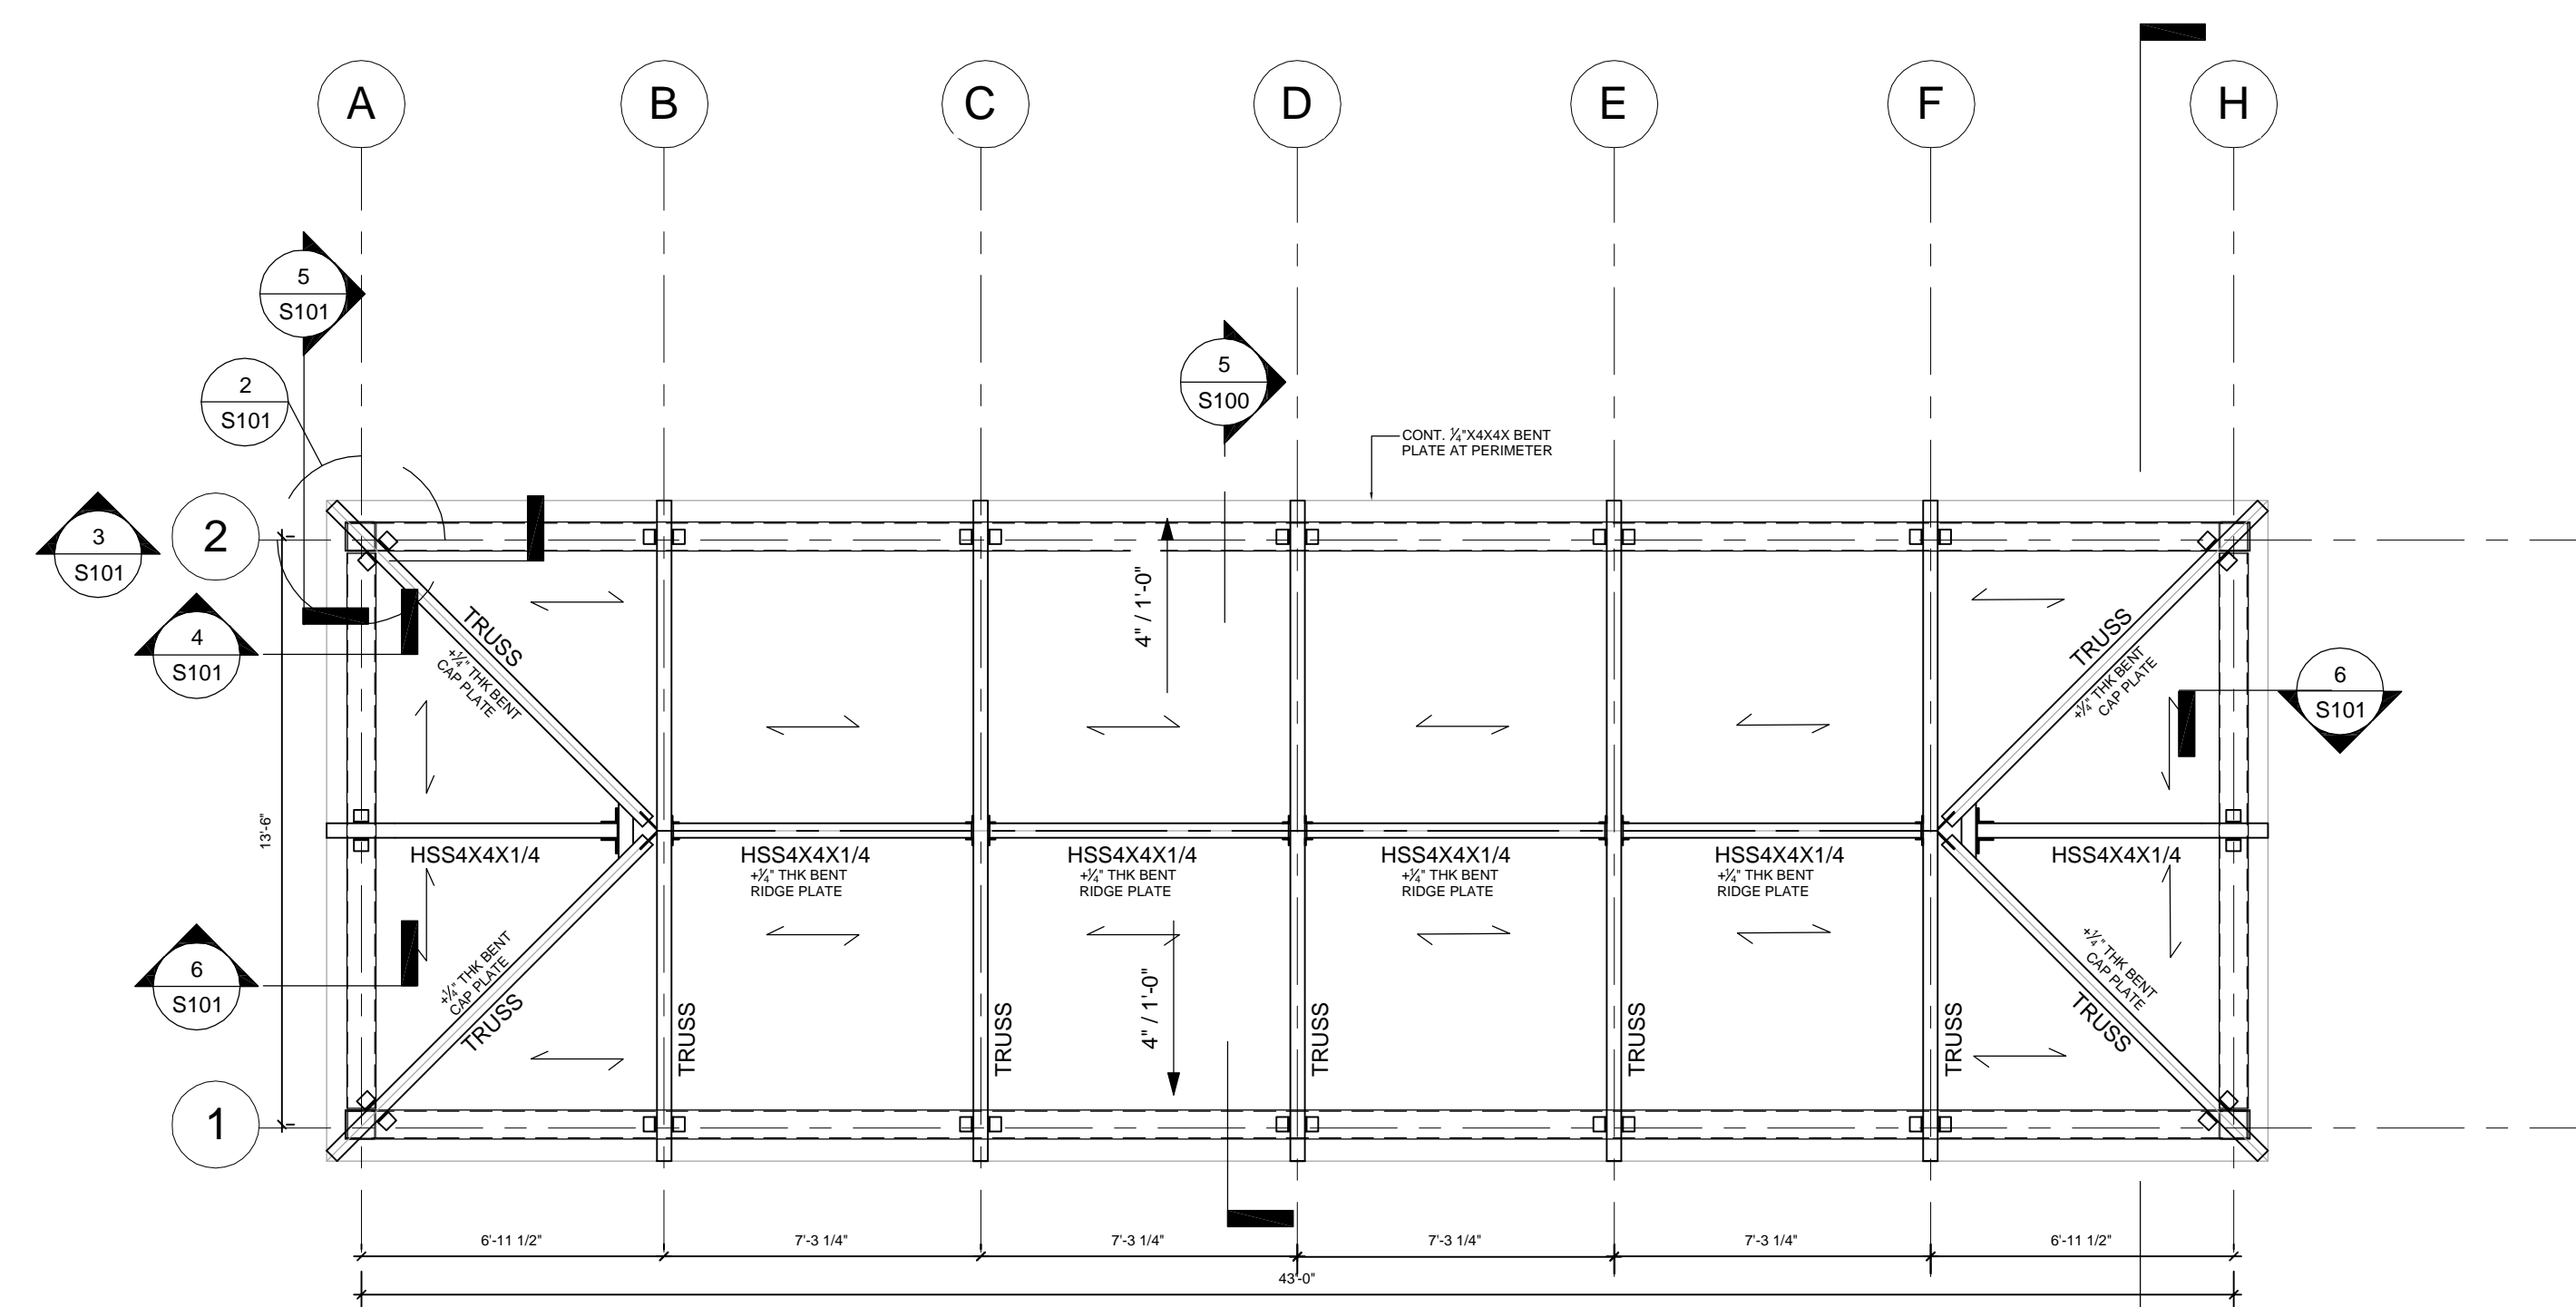 A
B
C
D
E
F
H
5
S101
2
S101
5
S100
CONT. ¼"X4X4X BENT
PLATE AT PERIMETER
2
3
S101
4
S101
4" / 1'-0"
TRUSS
+¼" THK BENT
CAP PLATE
TRUSS
+¼" THK BENT
CAP PLATE
6
S101
13'-6"
HSS4X4X1/4
HSS4X4X1/4
+¼" THK BENT
RIDGE PLATE
HSS4X4X1/4
+¼" THK BENT
RIDGE PLATE
HSS4X4X1/4
+¼" THK BENT
RIDGE PLATE
HSS4X4X1/4
+¼" THK BENT
RIDGE PLATE
HSS4X4X1/4
6
S101
+¼" THK BENT
CAP PLATE
TRUSS
TRUSS
TRUSS
4" / 1'-0"
TRUSS
TRUSS
TRUSS
+¼" THK BENT
CAP PLATE
TRUSS
1
6'-11 1/2"
7'-3 1/4"
7'-3 1/4"
7'-3 1/4"
7'-3 1/4"
6'-11 1/2"
43'-0"